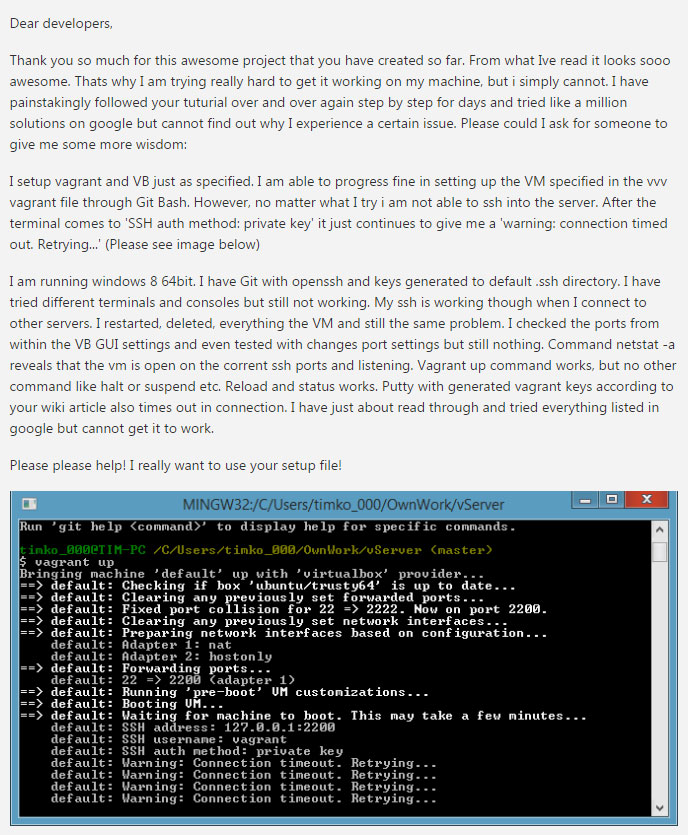 Dear developers,
Thank you so much for this awesome project that you have created so far. From what Ive read it looks sooo
awesome. Thats why I am trying really hard to get it working on my machine, but i simply cannot. I have
painstakingly followed your tuturial over and over again step by step for days and tried like a million
solutions on google but cannot find out why I experience a certain issue. Please could I ask for someone to
give me some more wisdom:
I setup vagrant and VB just as specified. I am able to progress fine in setting up the VM specified in the vvv
vagrant file through Git Bash. However, no matter what I try i am not able to ssh into the server. After the
terminal comes to 'SSH auth method: private key' it just continues to give me a 'warning: connection timed
out. Retrying...' (Please see image below)
I am running windows 8 64bit. I have Git with openssh and keys generated to default .ssh directory. I have
tried different terminals and consoles but still not working. My ssh is working though when I connect to
other servers. I restarted, deleted, everything the VM and still the same problem. I checked the ports from
within the VB GUI settings and even tested with changes port settings but still nothing. Command netstat -a
reveals that the vm is open on the corrent ssh ports and listening. Vagrant up command works, but no other
command like halt or suspend etc. Reload and status works. Putty with generated vagrant keys according to
your wiki article also times out in connection. I have just about read through and tried everything listed in
google but cannot get it to work.
Please please help! I really want to use your setup file!
MINGW32:/C/Users/timko_000/OwnWork/vServer
Run 'git help <command>' to display help for specific commands.
timko_000@TIM-PC /C/Users/timko_000/OwnWork/vServer (master)
$ vagrant up
Bringing machine 'default' up with 'virtualbox' provider...
==> default: Checking if box 'ubuntu/trusty64' is up to date...
==> default: Clearing any previously set forwarded ports...
==> default: Fixed port collision for 22 => 2222. Now on port 2200.
==> default: Clearing any previously set network interfaces...
==> default: Preparing network interfaces based on configuration...
default: Adapter 1: nat
default: Adapter 2: hostonly
==> default: Forwarding ports...
default: 22 => 2200 (adapter 1)
==> default: Running 'pre-boot' VM customizations...
==> default: Booting VM...
==> default: Waiting for machine to boot. This may take a few minutes...
default: SSH address: 127.0.0.1:2200
default: SSH username: vagrant
default: SSH auth method: private key
default: Warning: Connection timeout. Retrying...
default: Warning: Connection timeout. Retrying...
default: Warning: Connection timeout. Retrying...
default: Warning: Connection timeout. Retrying...